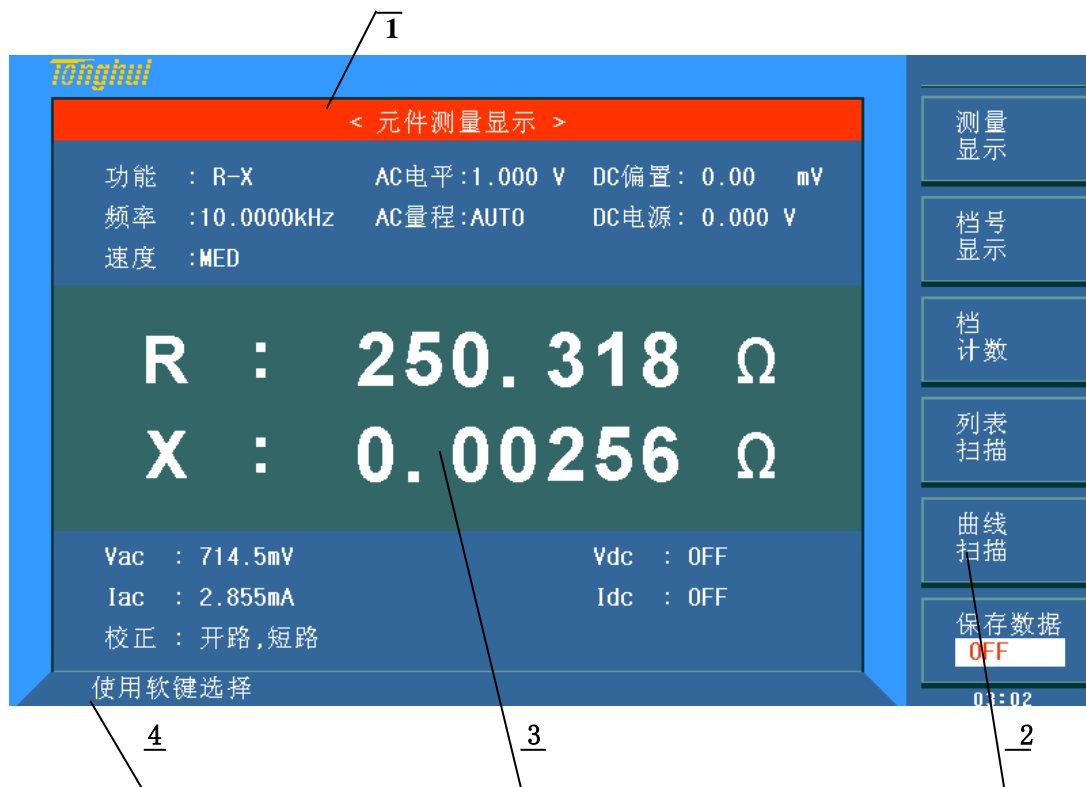 1
Tonghui
< 元件测量显示 >
功能 : R-X AC电平:1.000 V DC偏置: 0.00 mV
频率 :10.0000kHz AC量程:AUTO DC电源: 0.000 V
速度 :MED
R : 250.318 Ω
X : 0.00256 Ω
Vac : 714.5mV Vdc : OFF
Iac : 2.855mA Idc : OFF
校正 : 开路,短路
使用软键选择
测量
显示
档号
显示
档
计数
列表
扫描
曲线
扫描
保存数据
OFF
03:02
4 3 2